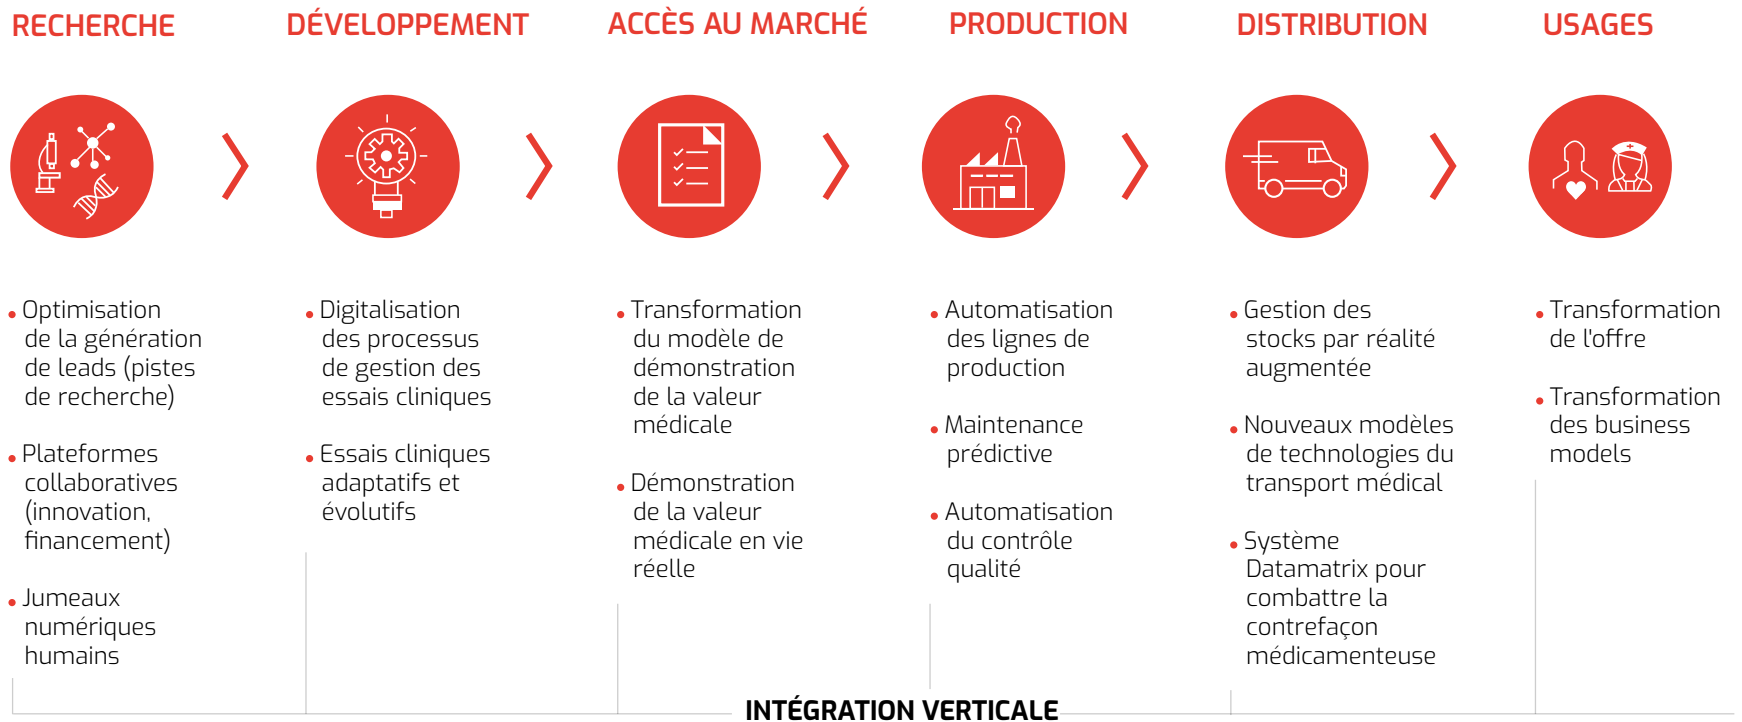 RECHERCHE
DÉVELOPPEMENT
ACCÈS AU MARCHÉ
PRODUCTION
DISTRIBUTION
USAGES
• Optimisation
de la génération
de leads (pistes
de recherche)
• Plateformes
collaboratives
(innovation,
financement)
• Jumeaux
numériques
humains
• Digitalisation
des processus
de gestion des
essais cliniques
• Essais cliniques
adaptatifs et
évolutifs
• Transformation
du modèle de
démonstration
de la valeur
médicale
• Démonstration
de la valeur
médicale en vie
réelle
• Automatisation
des lignes de
production
• Maintenance
prédictive
• Automatisation
du contrôle
qualité
• Gestion des
stocks par réalité
augmentée
• Nouveaux modèles
de technologies du
transport médical
• Système
Datamatrix pour
combattre la
contrefaçon
médicamenteuse
• Transformation
de l'offre
• Transformation
des business
models
INTÉGRATION VERTICALE